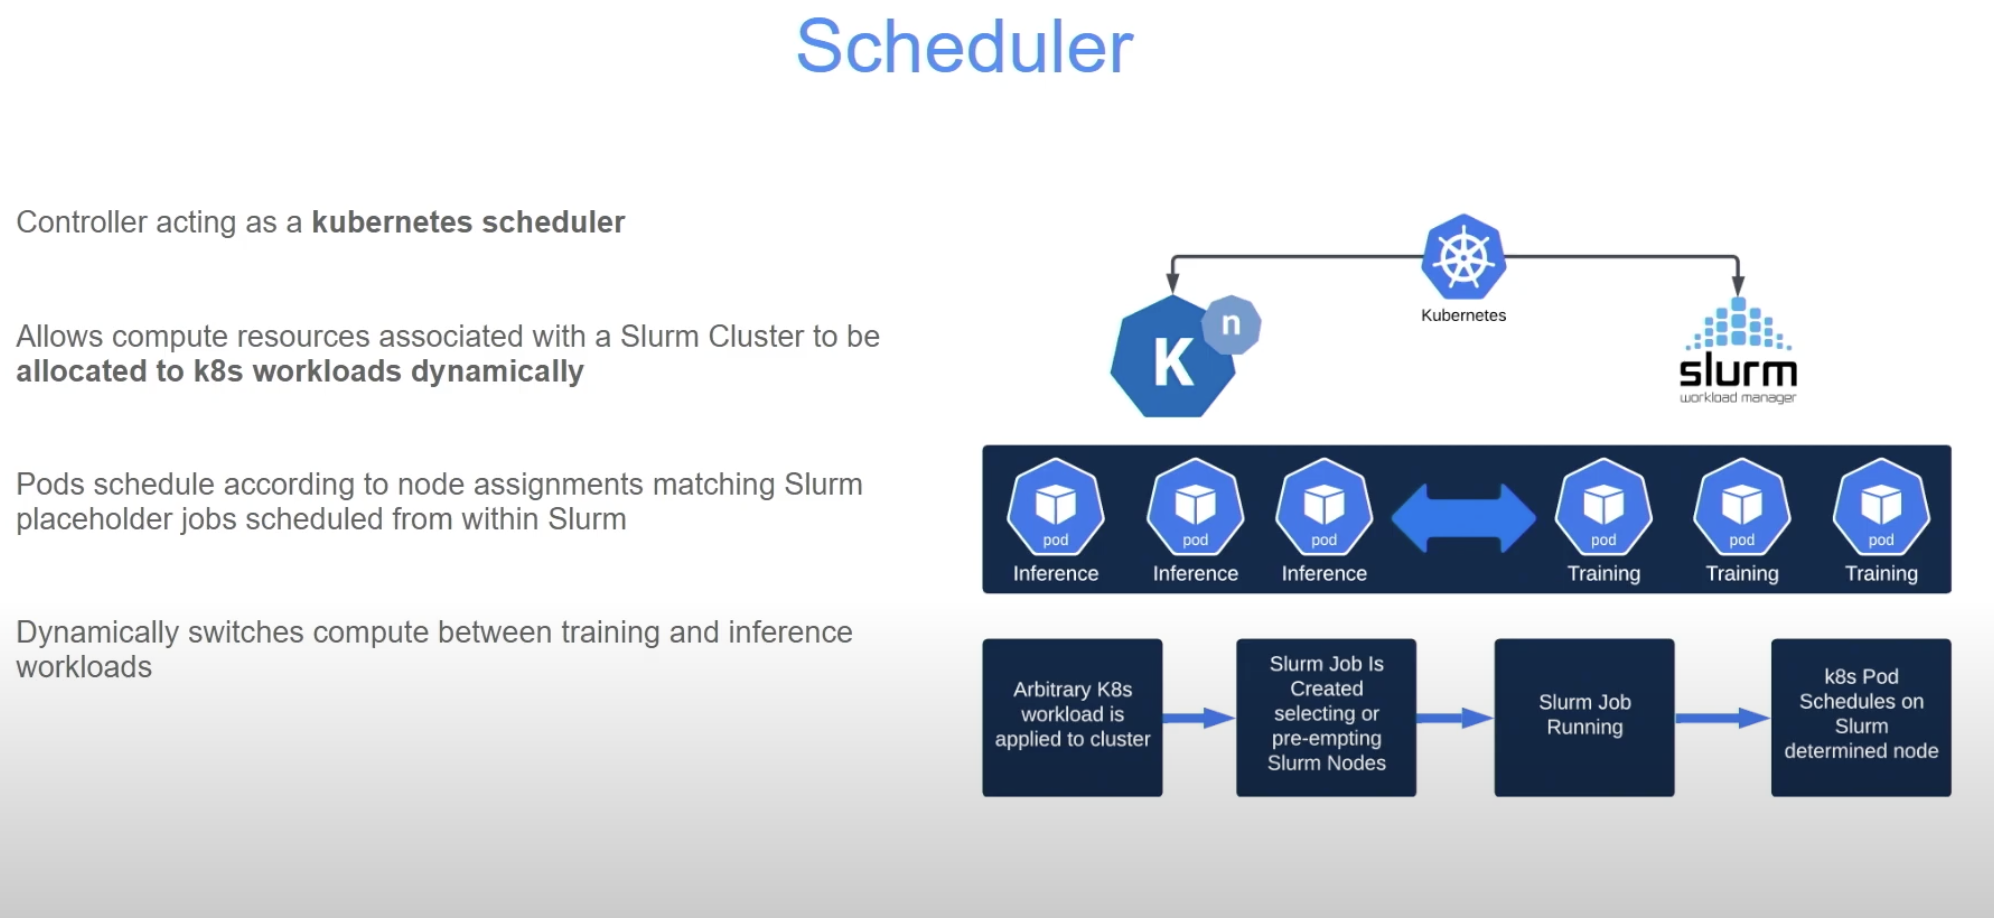 Scheduler
Controller acting as a kubernetes scheduler
Allows compute resources associated with a Slurm Cluster to be
allocated to k8s workloads dynamically
Pods schedule according to node assignments matching Slurm
placeholder jobs scheduled from within Slurm
Dynamically switches compute between training and inference
workloads
Kubernetes
K
n
slurm
workload manager
pod
Inference
pod
Inference
pod
Inference
pod
Training
pod
Training
pod
Training
Arbitrary K8s
workload is
applied to cluster
Slurm Job Is
Created
selecting or
pre-empting
Slurm Nodes
Slurm Job
Running
k8s Pod
Schedules on
Slurm
determined node